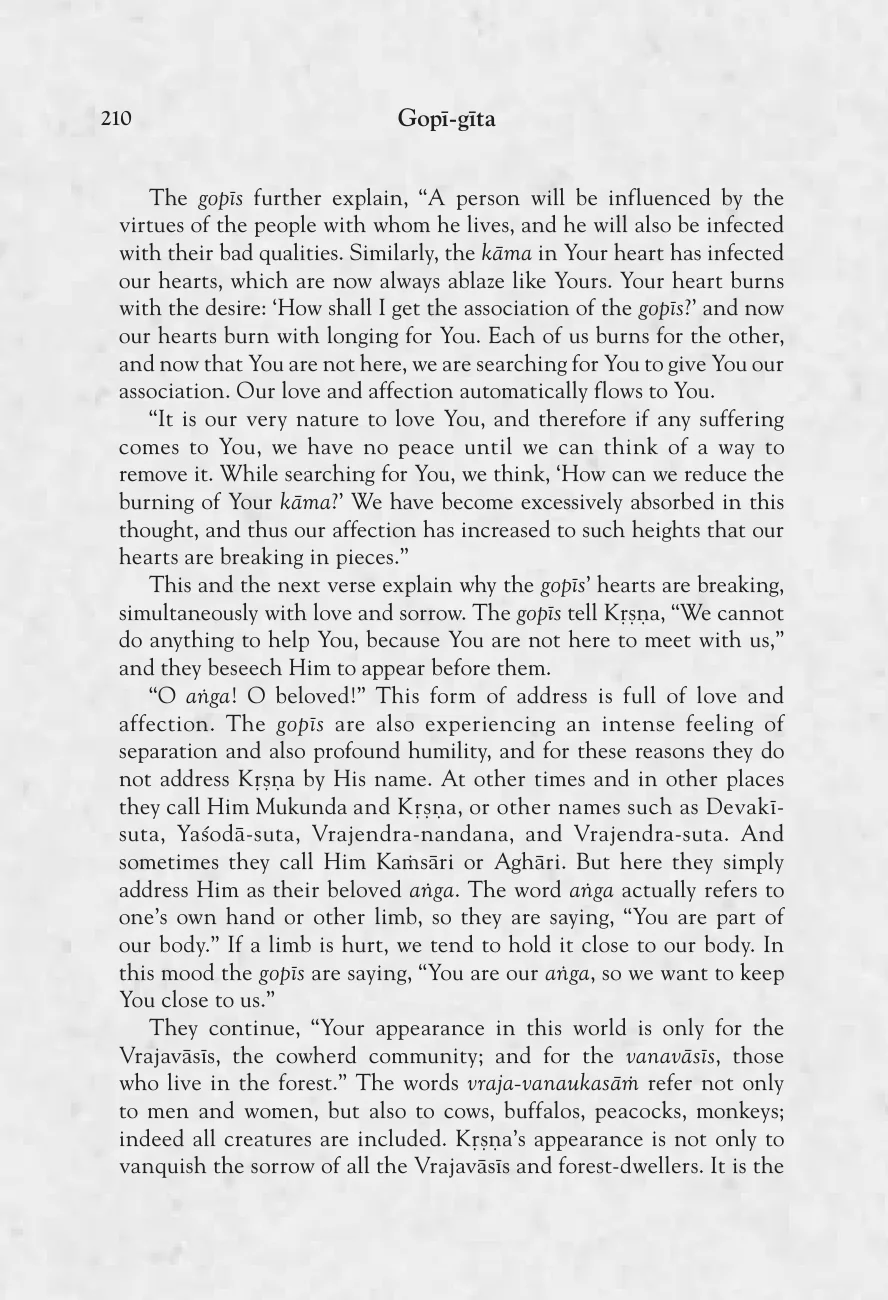 210
Gopī-gīta
The gopīs further explain, “A person will be influenced by the
virtues of the people with whom he lives, and he will also be infected
with their bad qualities. Similarly, the kāma in Your heart has infected
our hearts, which are now always ablaze like Yours. Your heart burns
with the desire: ‘How shall I get the association of the gopīs?’ and now
our hearts burn with longing for You. Each of us burns for the other,
and now that You are not here, we are searching for You to give You our
association. Our love and affection automatically flows to You.
“It is our very nature to love You, and therefore if any suffering
comes to You, we have no peace until we can think of a way to
remove it. While searching for You, we think, ‘How can we reduce the
burning of Your kāma?’ We have become excessively absorbed in this
thought, and thus our affection has increased to such heights that our
hearts are breaking in pieces.”
This and the next verse explain why the gopīs’ hearts are breaking,
simultaneously with love and sorrow. The gopīs tell Kṛṣṇa, “We cannot
do anything to help You, because You are not here to meet with us,”
and they beseech Him to appear before them.
“O aṅga! O beloved!” This form of address is full of love and
affection. The gopīs are also experiencing an intense feeling of
separation and also profound humility, and for these reasons they do
not address Kṛṣṇa by His name. At other times and in other places
they call Him Mukunda and Kṛṣṇa, or other names such as Devakī-
suta, Yaśodā-suta, Vrajendra-nandana, and Vrajendra-suta. And
sometimes they call Him Kaṁsāri or Aghāri. But here they simply
address Him as their beloved aṅga. The word aṅga actually refers to
one’s own hand or other limb, so they are saying, “You are part of
our body.” If a limb is hurt, we tend to hold it close to our body. In
this mood the gopīs are saying, “You are our aṅga, so we want to keep
You close to us.”
They continue, “Your appearance in this world is only for the
Vrajavāsīs, the cowherd community; and for the vanavāsīs, those
who live in the forest.” The words vraja-vanaukasāṁ refer not only
to men and women, but also to cows, buffalos, peacocks, monkeys;
indeed all creatures are included. Kṛṣṇa’s appearance is not only to
vanquish the sorrow of all the Vrajavāsīs and forest-dwellers. It is the